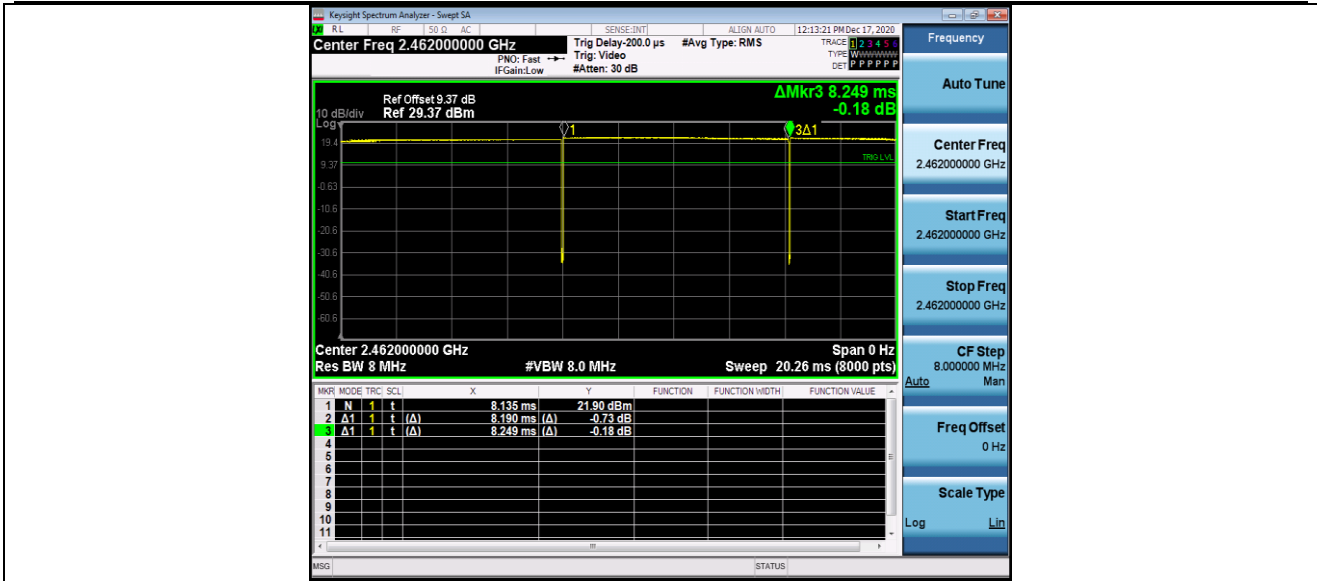 Keysight Spectrum Analyzer - Swept SA
RL RF 50 Ω AC SENSE:INT ALIGN AUTO 12:13:21 PM Dec 17, 2020
Center Freq 2.462000000 GHz
PNO: Fast
IFGain:Low
Trig Delay-200.0 µs
Trig: Video
#Atten: 30 dB
#Avg Type: RMS
TRACE 1 2 3 4 5 6
TYPE WWWWWW
DET P P P P P P
ΔMkr3 8.249 ms
-0.18 dB
Ref Offset 9.37 dB
10 dB/div Ref 29.37 dBm
Log
1
3Δ1
19.4
9.37
TRIG LVL
-0.63
-10.6
-20.6
-30.6
-40.6
-50.6
-60.6
Center 2.462000000 GHz Span 0 Hz
Res BW 8 MHz #VBW 8.0 MHz Sweep 20.26 ms (8000 pts)
MKR MODE TRC SCL X Y FUNCTION FUNCTION WIDTH FUNCTION VALUE
1 N 1 t 8.135 ms 21.90 dBm
2 Δ1 1 t (Δ) 8.190 ms (Δ) -0.73 dB
3 Δ1 1 t (Δ) 8.249 ms (Δ) -0.18 dB
4
5
6
7
8
9
10
11
MSG STATUS
Frequency
Auto Tune
Center Freq
2.462000000 GHz
Start Freq
2.462000000 GHz
Stop Freq
2.462000000 GHz
CF Step
8.000000 MHz
Auto Man
Freq Offset
0 Hz
Scale Type
Log Lin